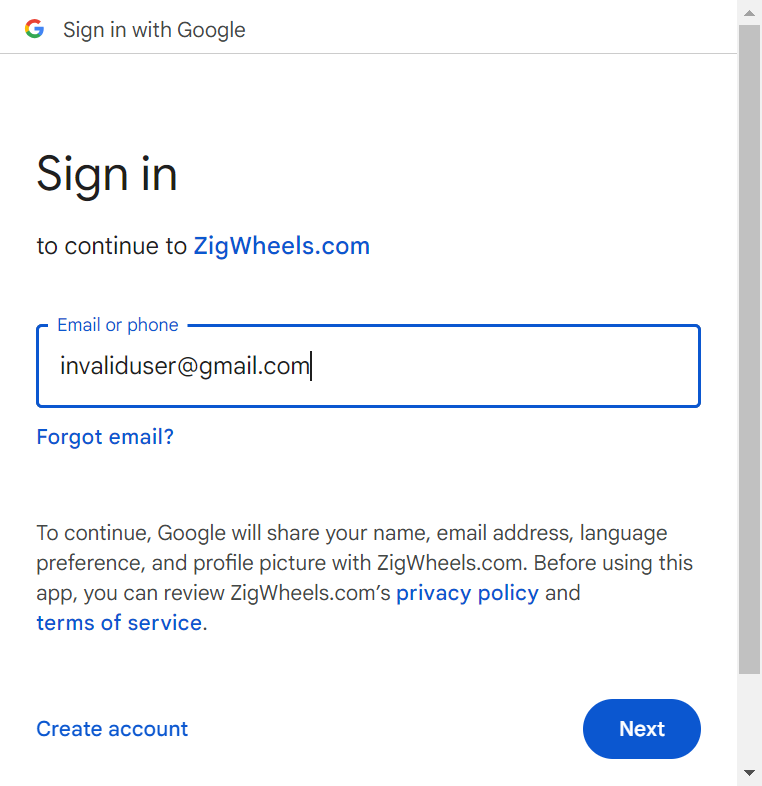 Sign in with Google
Sign in
to continue to ZigWheels.com
Email or phone
invaliduser@gmail.com
Forgot email?
To continue, Google will share your name, email address, language
preference, and profile picture with ZigWheels.com. Before using this
app, you can review ZigWheels.com’s privacy policy and
terms of service.
Create account
Next